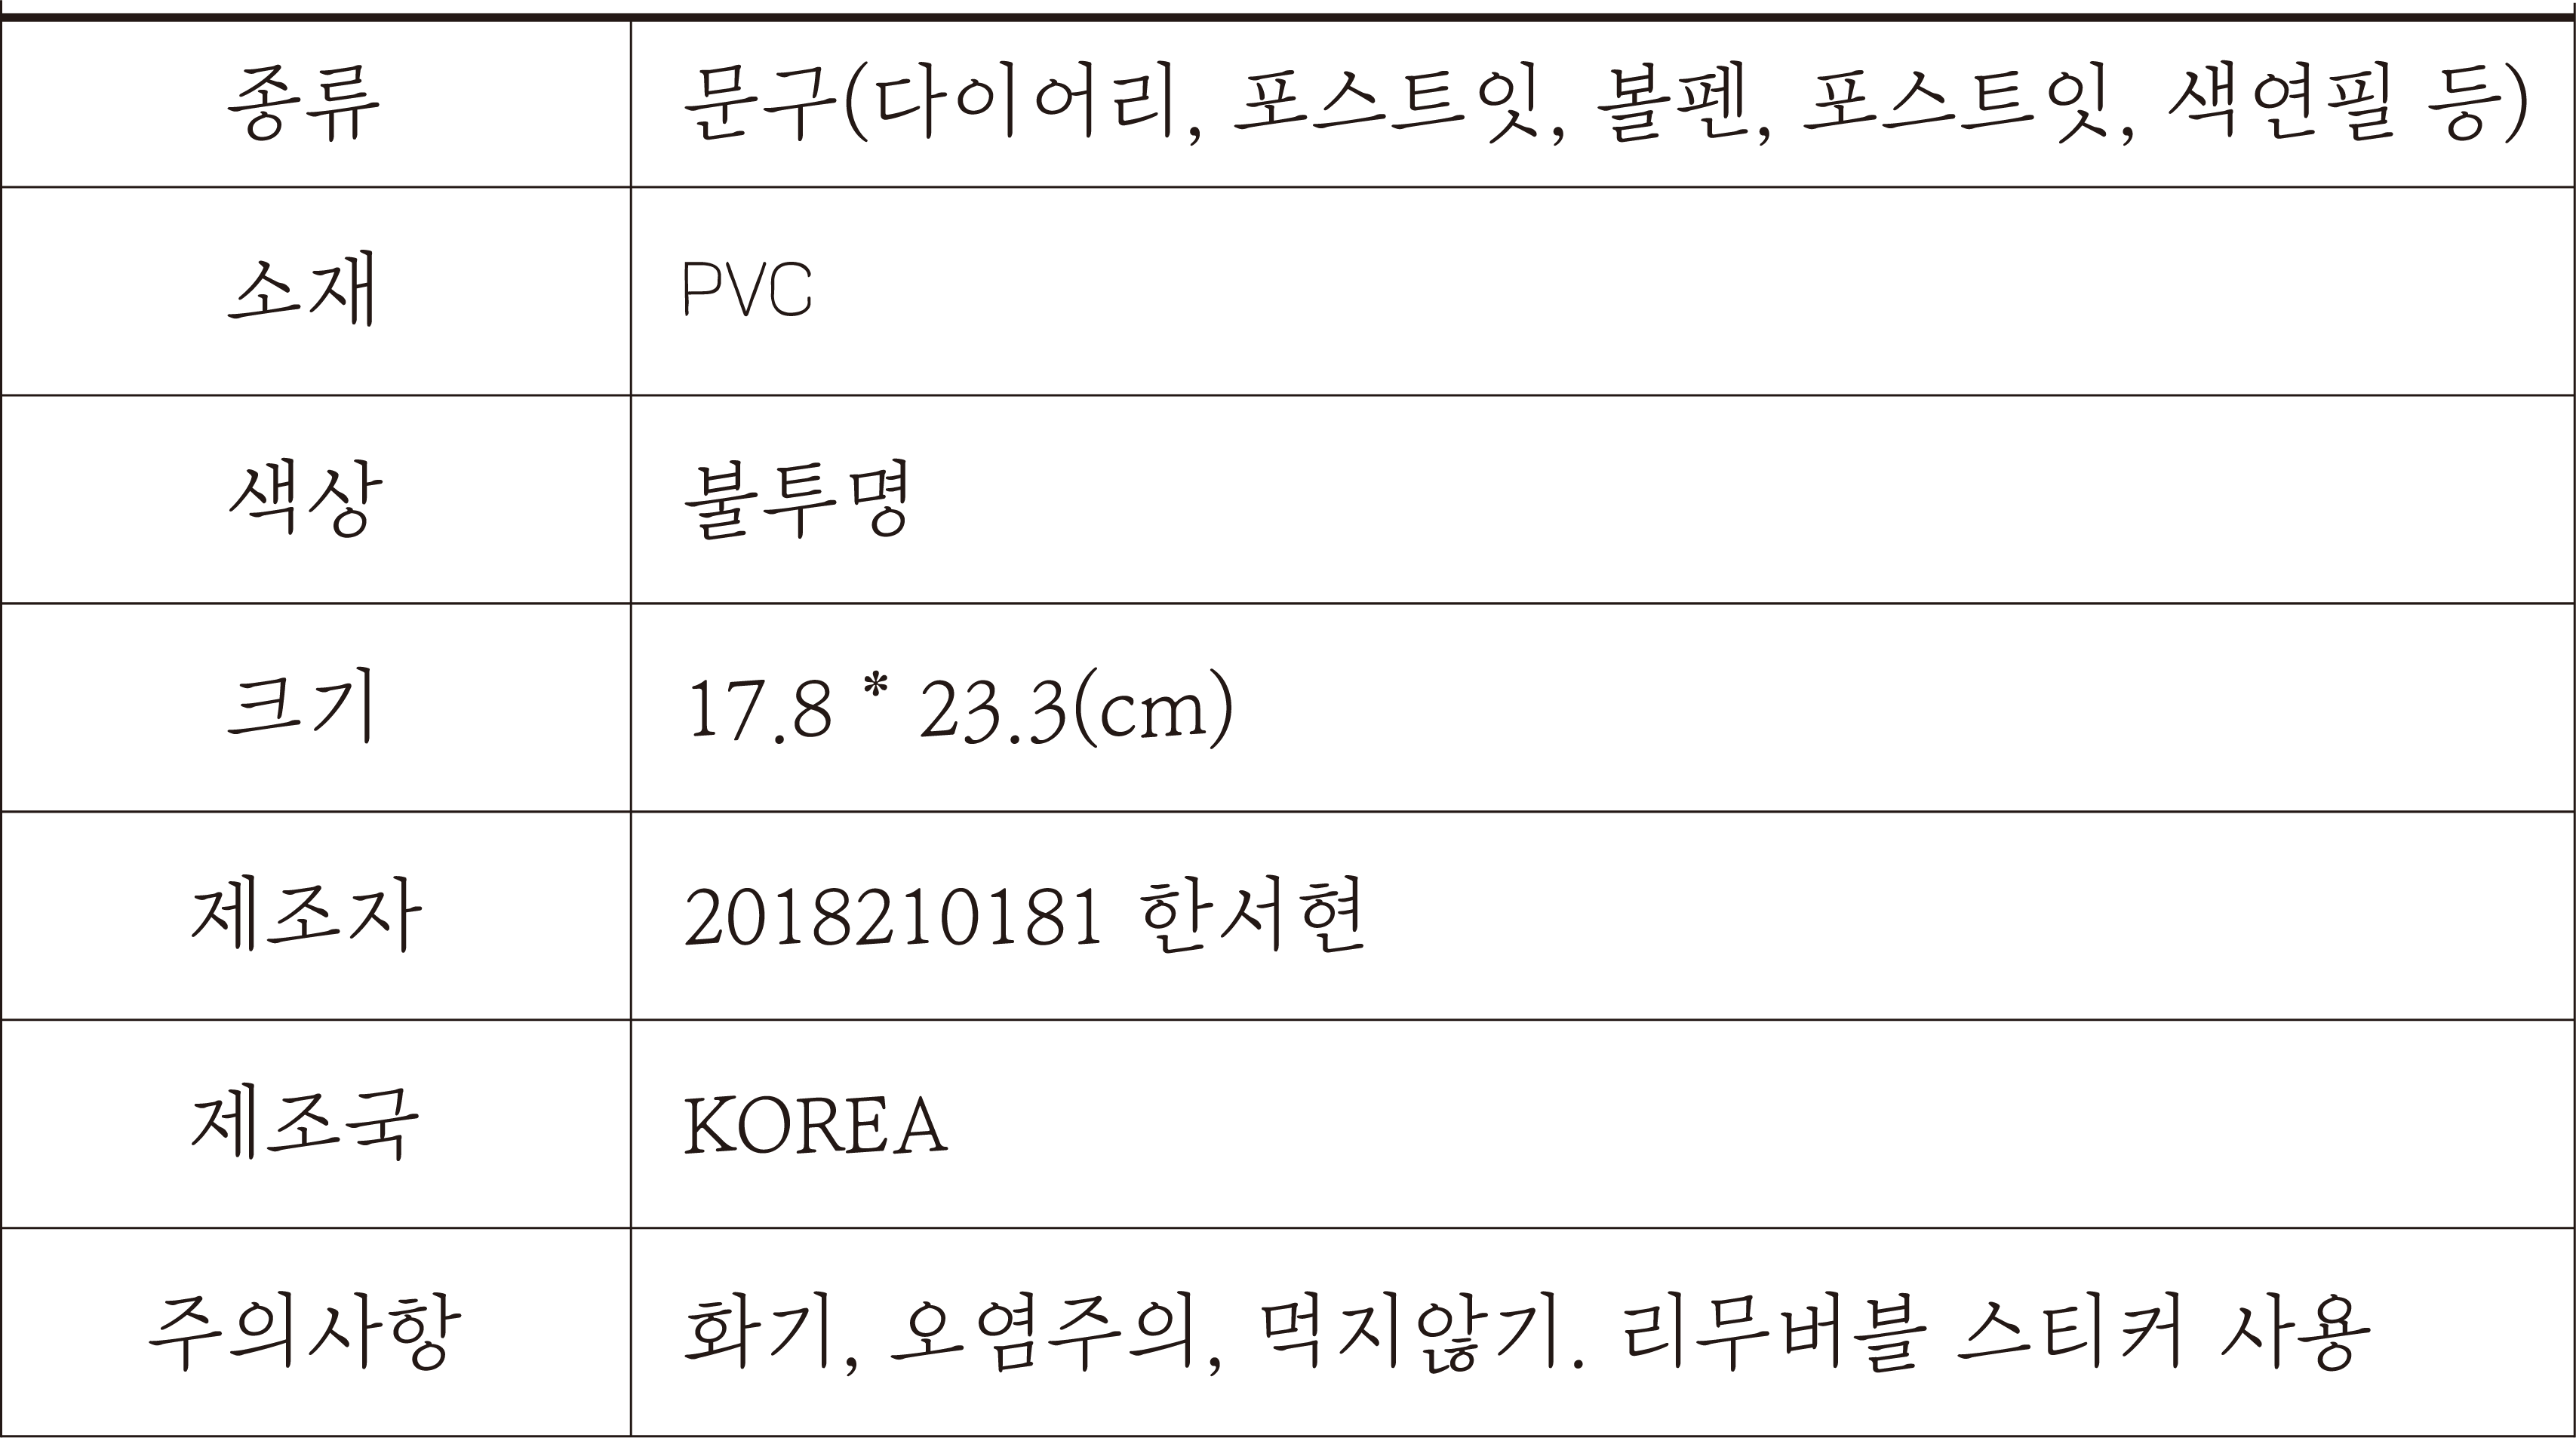 종류 문구(다이어리, 포스트잇, 볼펜, 포스트잇, 색연필 등)
소재 PVC
색상 불투명
크기 17.8 * 23.3(cm)
제조자 2018210181 한서현
제조국 KOREA
주의사항 화기, 오염주의, 먹지않기. 리무버블 스티커 사용